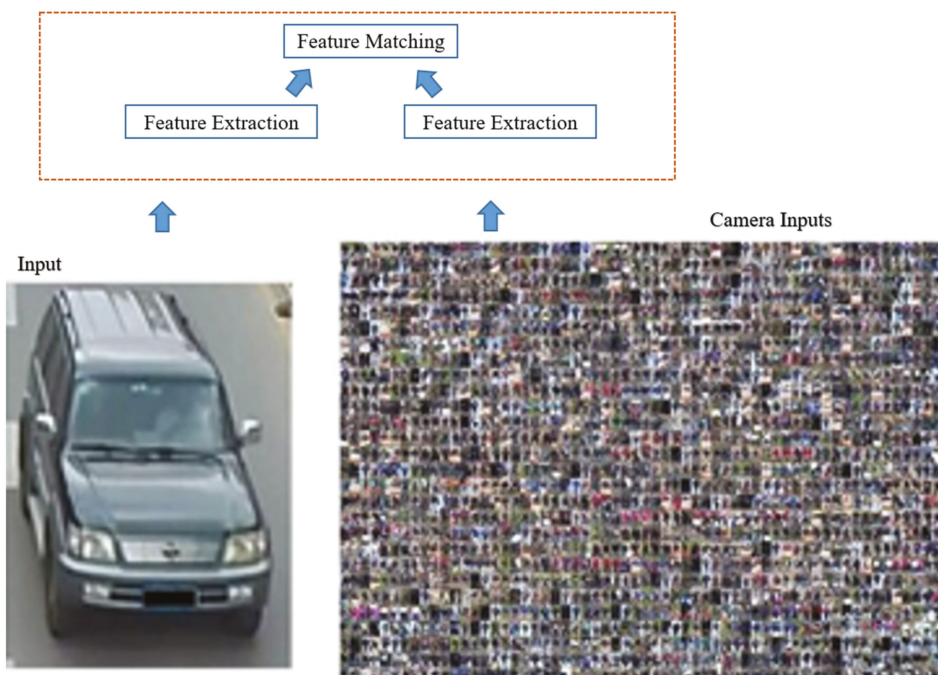 Feature Matching
Feature Extraction
Feature Extraction
Camera Inputs
Input